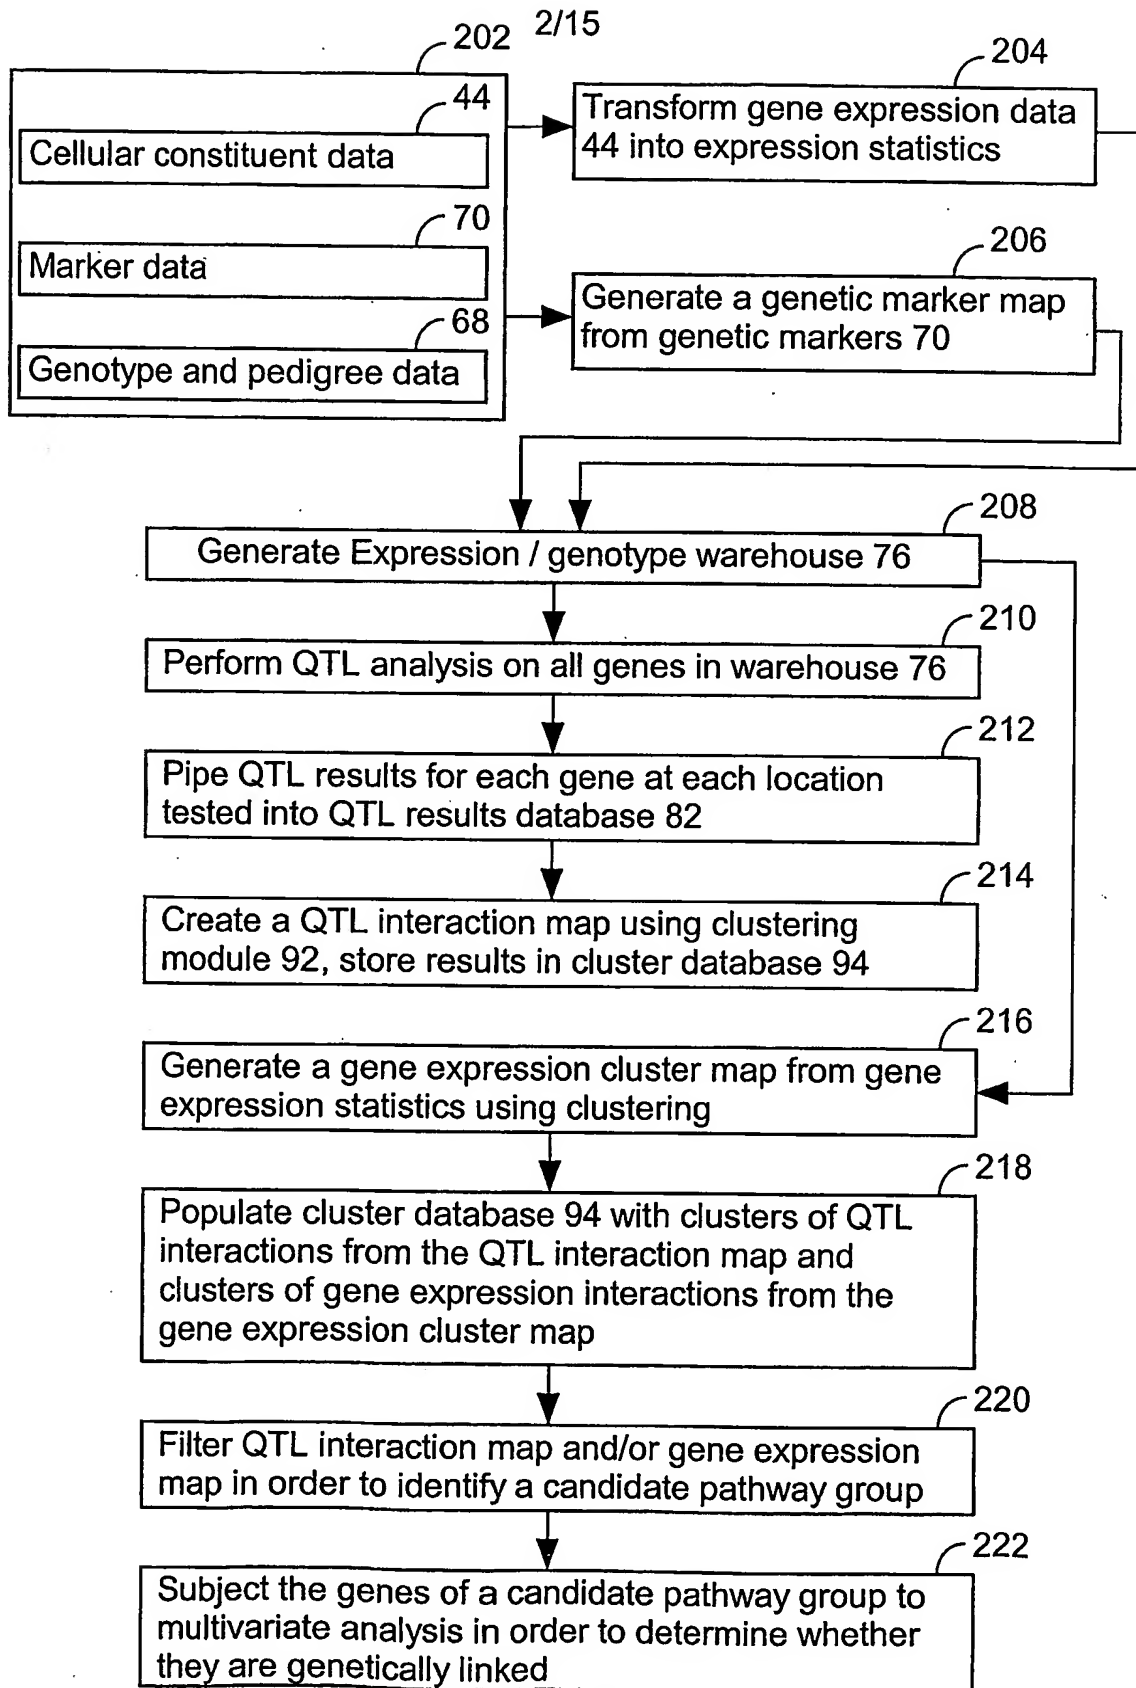 2/15
202
44
Cellular constituent data
70
Marker data
68
Genotype and pedigree data
204
Transform gene expression data
44 into expression statistics
206
Generate a genetic marker map
from genetic markers 70
208
Generate Expression / genotype warehouse 76
210
Perform QTL analysis on all genes in warehouse 76
212
Pipe QTL results for each gene at each location
tested into QTL results database 82
214
Create a QTL interaction map using clustering
module 92, store results in cluster database 94
216
Generate a gene expression cluster map from gene
expression statistics using clustering
218
Populate cluster database 94 with clusters of QTL
interactions from the QTL interaction map and
clusters of gene expression interactions from the
gene expression cluster map
220
Filter QTL interaction map and/or gene expression
map in order to identify a candidate pathway group
222
Subject the genes of a candidate pathway group to
multivariate analysis in order to determine whether
they are genetically linked